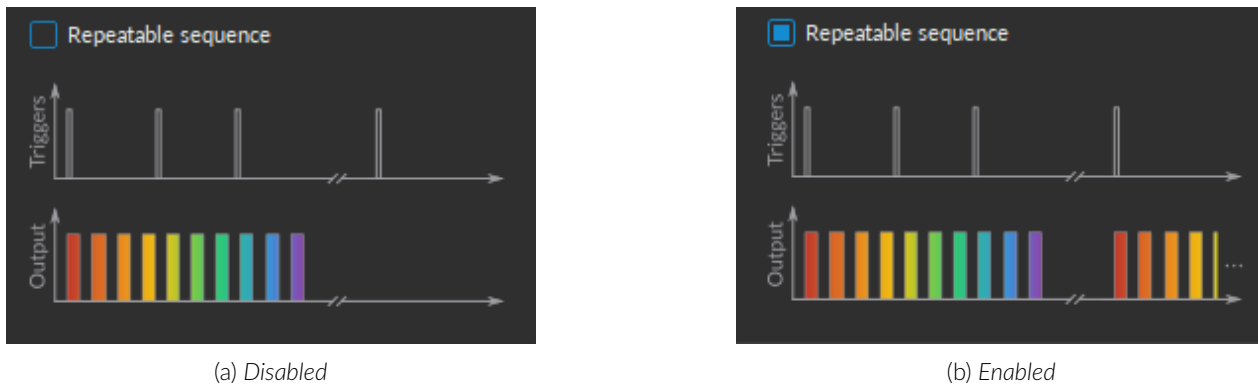 Repeatable sequence
Triggers
Output
(a) Disabled
Repeatable sequence
Triggers
Output
...
(b) Enabled